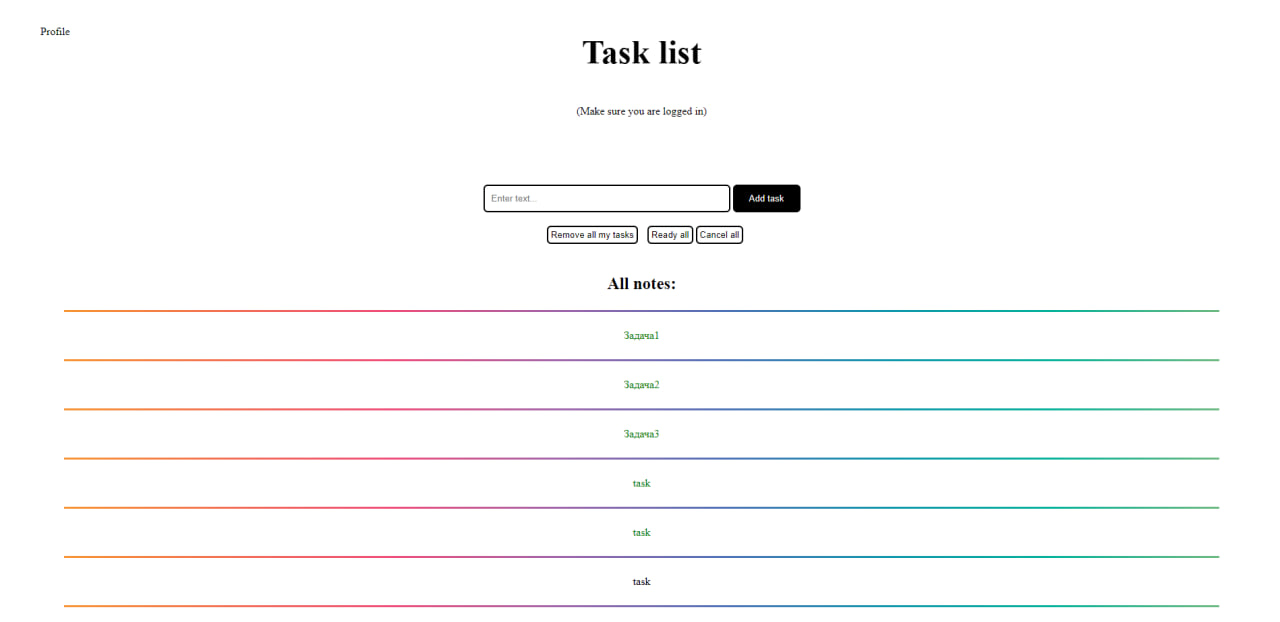 Profile
Task list
(Make sure you are logged in)
Enter text...
Add task
Remove all my tasks
Ready all
Cancel all
All notes:
Задача1
Задача2
Задача3
task
task
task